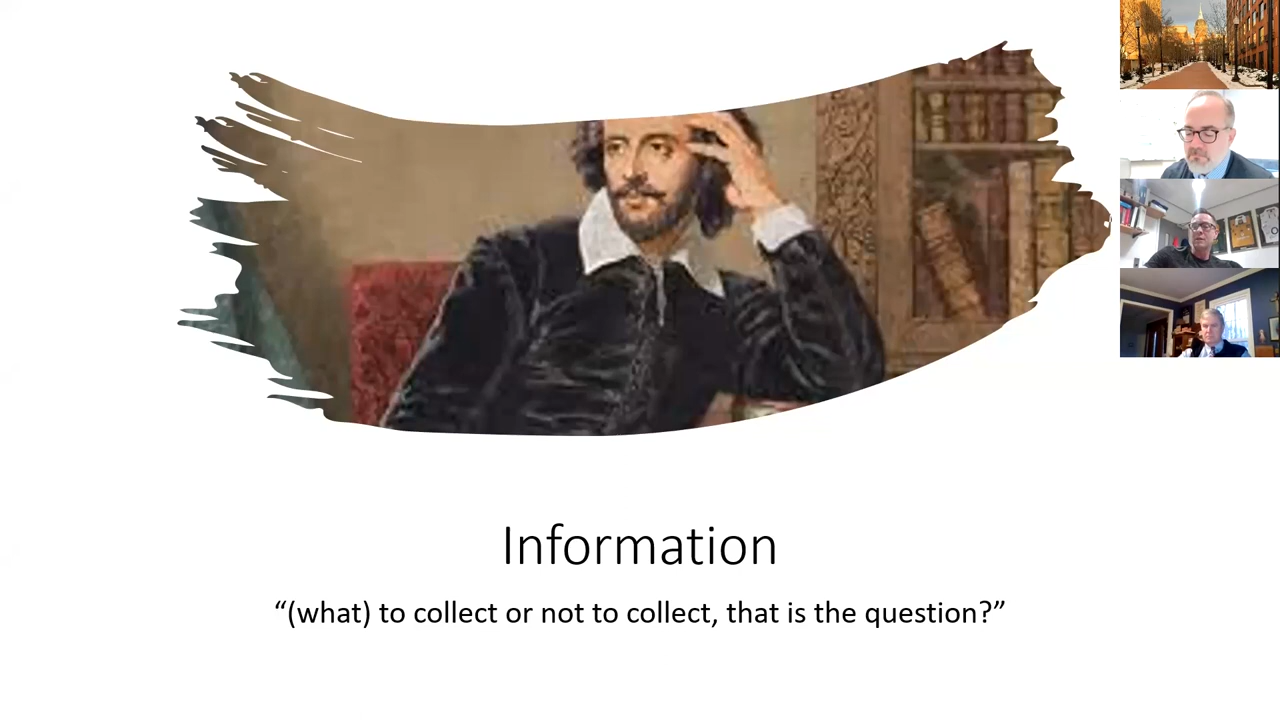 Information
“(what) to collect or not to collect, that is the question?”